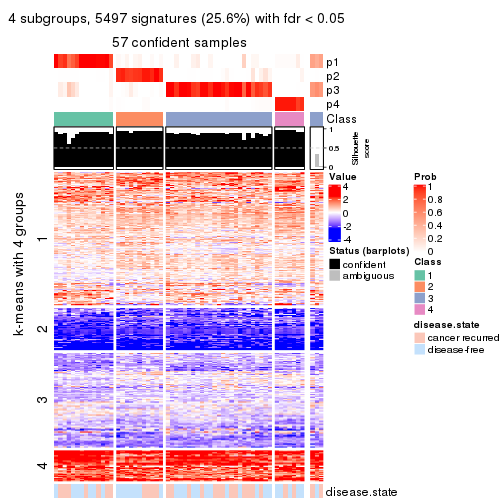 4 subgroups, 5497 signatures (25.6%) with fdr < 0.05
57 confident samples
p1
p2
p3
p4
Class
1
0.5
0
Silhouette
score
k-means with 4 groups
1
2
3
4
disease.state
Value
4
2
0
-2
-4
Status (barplots)
confident
ambiguous
Prob
1
0.8
0.6
0.4
0.2
0
Class
1
2
3
4
disease.state
cancer recurred
disease-free